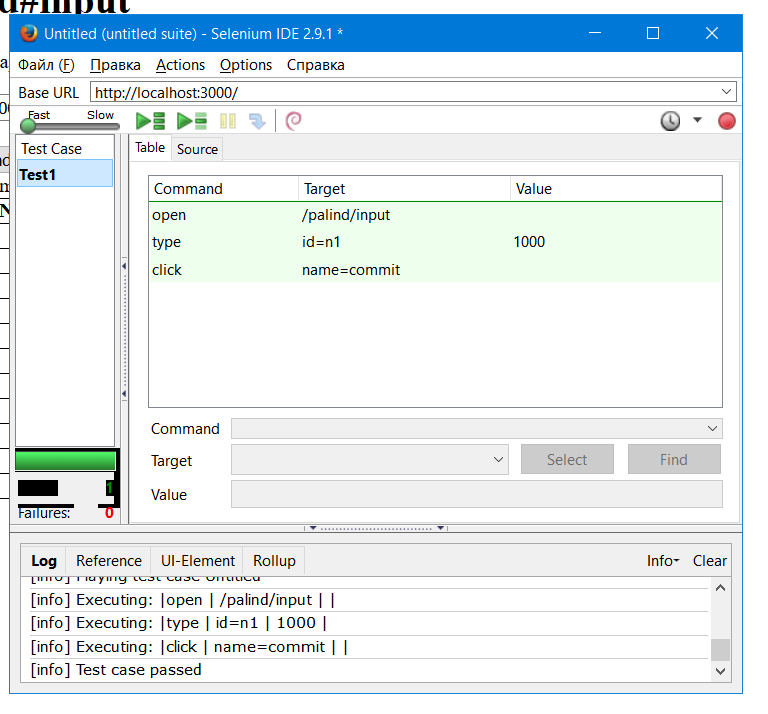 d#input
Untitled (untitled suite) - Selenium IDE 2.9.1 *
Файл (F) Правка Actions Options Справка
Base URL http://localhost:3000/
Fast Slow
Test Case
Test1
Table Source
Command Target Value
open /palind/input
type id=n1 1000
click name=commit
Command
Target Select Find
Value
1
Failures: 0
Log Reference UI-Element Rollup Info Clear
[info] Playing test case Untitled
[info] Executing: |open | /palind/input | |
[info] Executing: |type | id=n1 | 1000 |
[info] Executing: |click | name=commit | |
[info] Test case passed